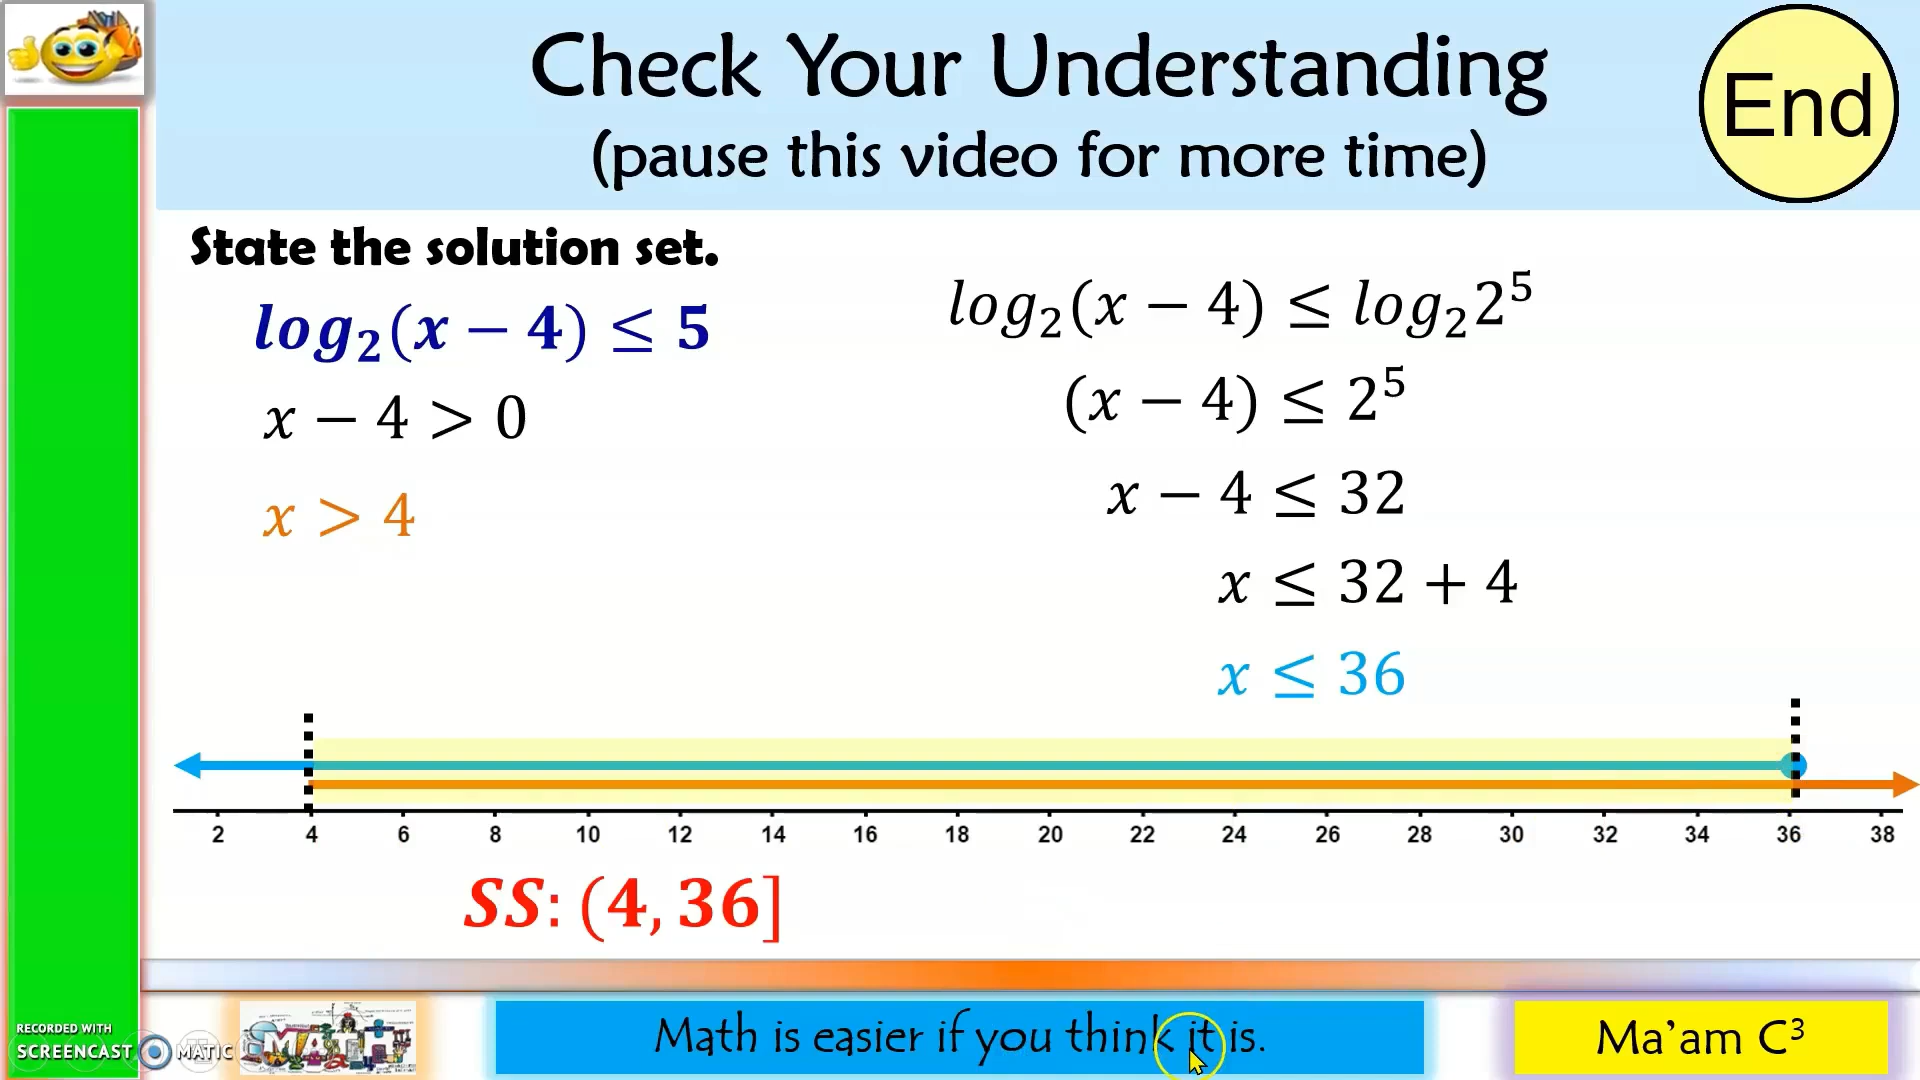 Check Your Understanding
(pause this video for more time)
End
State the solution set.
log₂(x − 4) ≤ 5
x − 4 > 0
x > 4
log₂(x − 4) ≤ log₂2⁵
(x − 4) ≤ 2⁵
x − 4 ≤ 32
x ≤ 32 + 4
x ≤ 36
2 4 6 8 10 12 14 16 18 20 22 24 26 28 30 32 34 36 38
SS: (4, 36]
RECORDED WITH
SCREENCAST MATIC
MATH
Math is easier if you think it is.
Ma'am C³